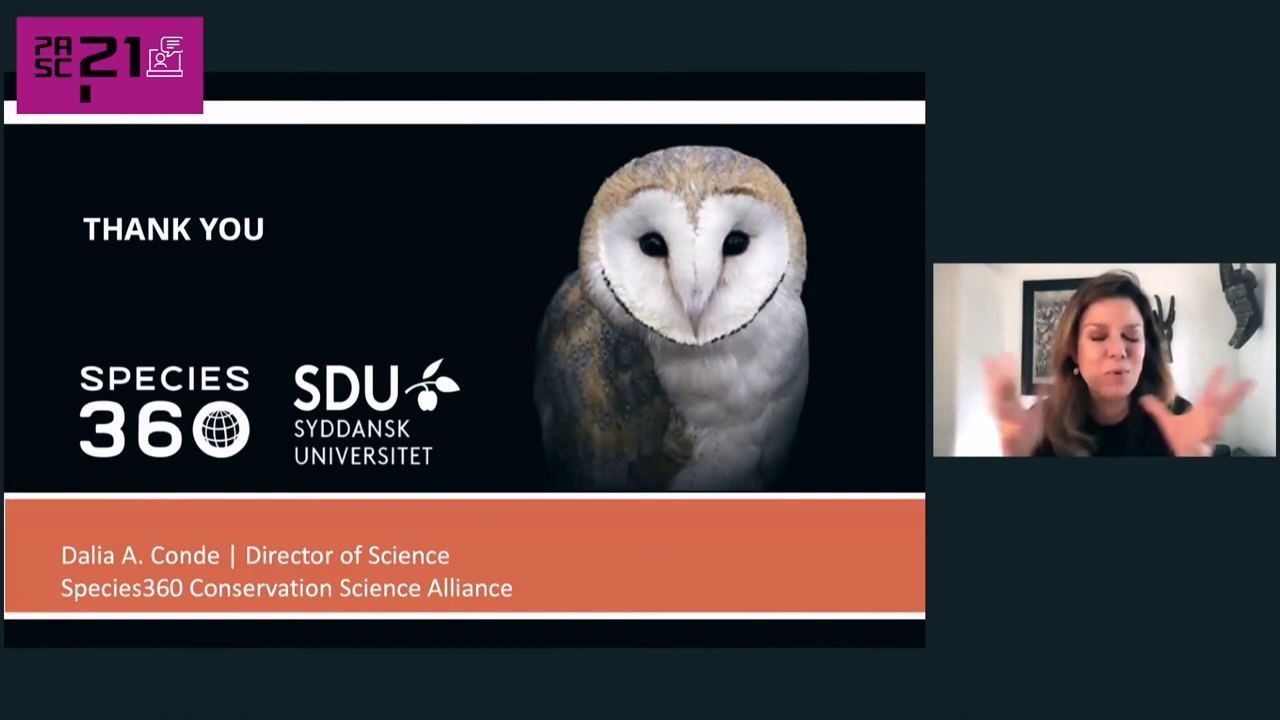 PA
SC 21
THANK YOU
SPECIES
360
SDU
SYDDANSK
UNIVERSITET
Dalia A. Conde | Director of Science
Species360 Conservation Science Alliance